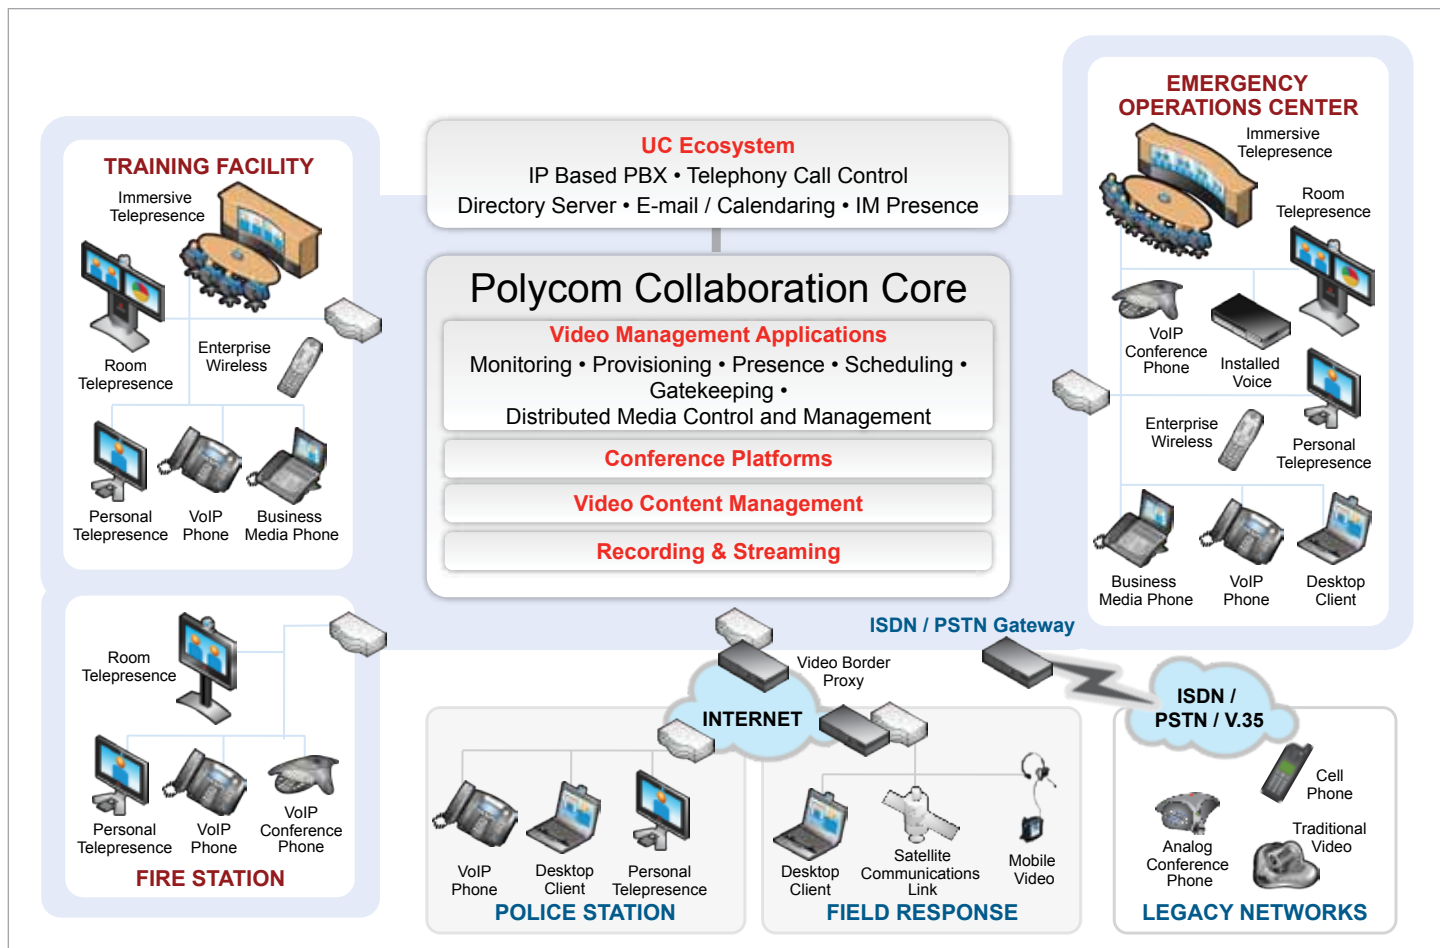 TRAINING FACILITY
Immersive
Telepresence
Room
Telepresence
Enterprise
Wireless
Personal
Telepresence
VoIP
Phone
Business
Media Phone
UC Ecosystem
IP Based PBX • Telephony Call Control
Directory Server • E-mail / Calendaring • IM Presence
Polycom Collaboration Core
Video Management Applications
Monitoring • Provisioning • Presence • Scheduling •
Gatekeeping •
Distributed Media Control and Management
Conference Platforms
Video Content Management
Recording & Streaming
EMERGENCY
OPERATIONS CENTER
Immersive
Telepresence
Room
Telepresence
VoIP
Conference
Phone
Installed
Voice
Enterprise
Wireless
Personal
Telepresence
Business
Media Phone
VoIP
Phone
Desktop
Client
Room
Telepresence
Personal
Telepresence
VoIP
Phone
VoIP
Conference
Phone
FIRE STATION
ISDN / PSTN Gateway
Video Border
Proxy
INTERNET
ISDN /
PSTN / V.35
VoIP
Phone
Desktop
Client
Personal
Telepresence
POLICE STATION
Desktop
Client
Satellite
Communications
Link
Mobile
Video
FIELD RESPONSE
Cell
Phone
Analog
Conference
Phone
Traditional
Video
LEGACY NETWORKS